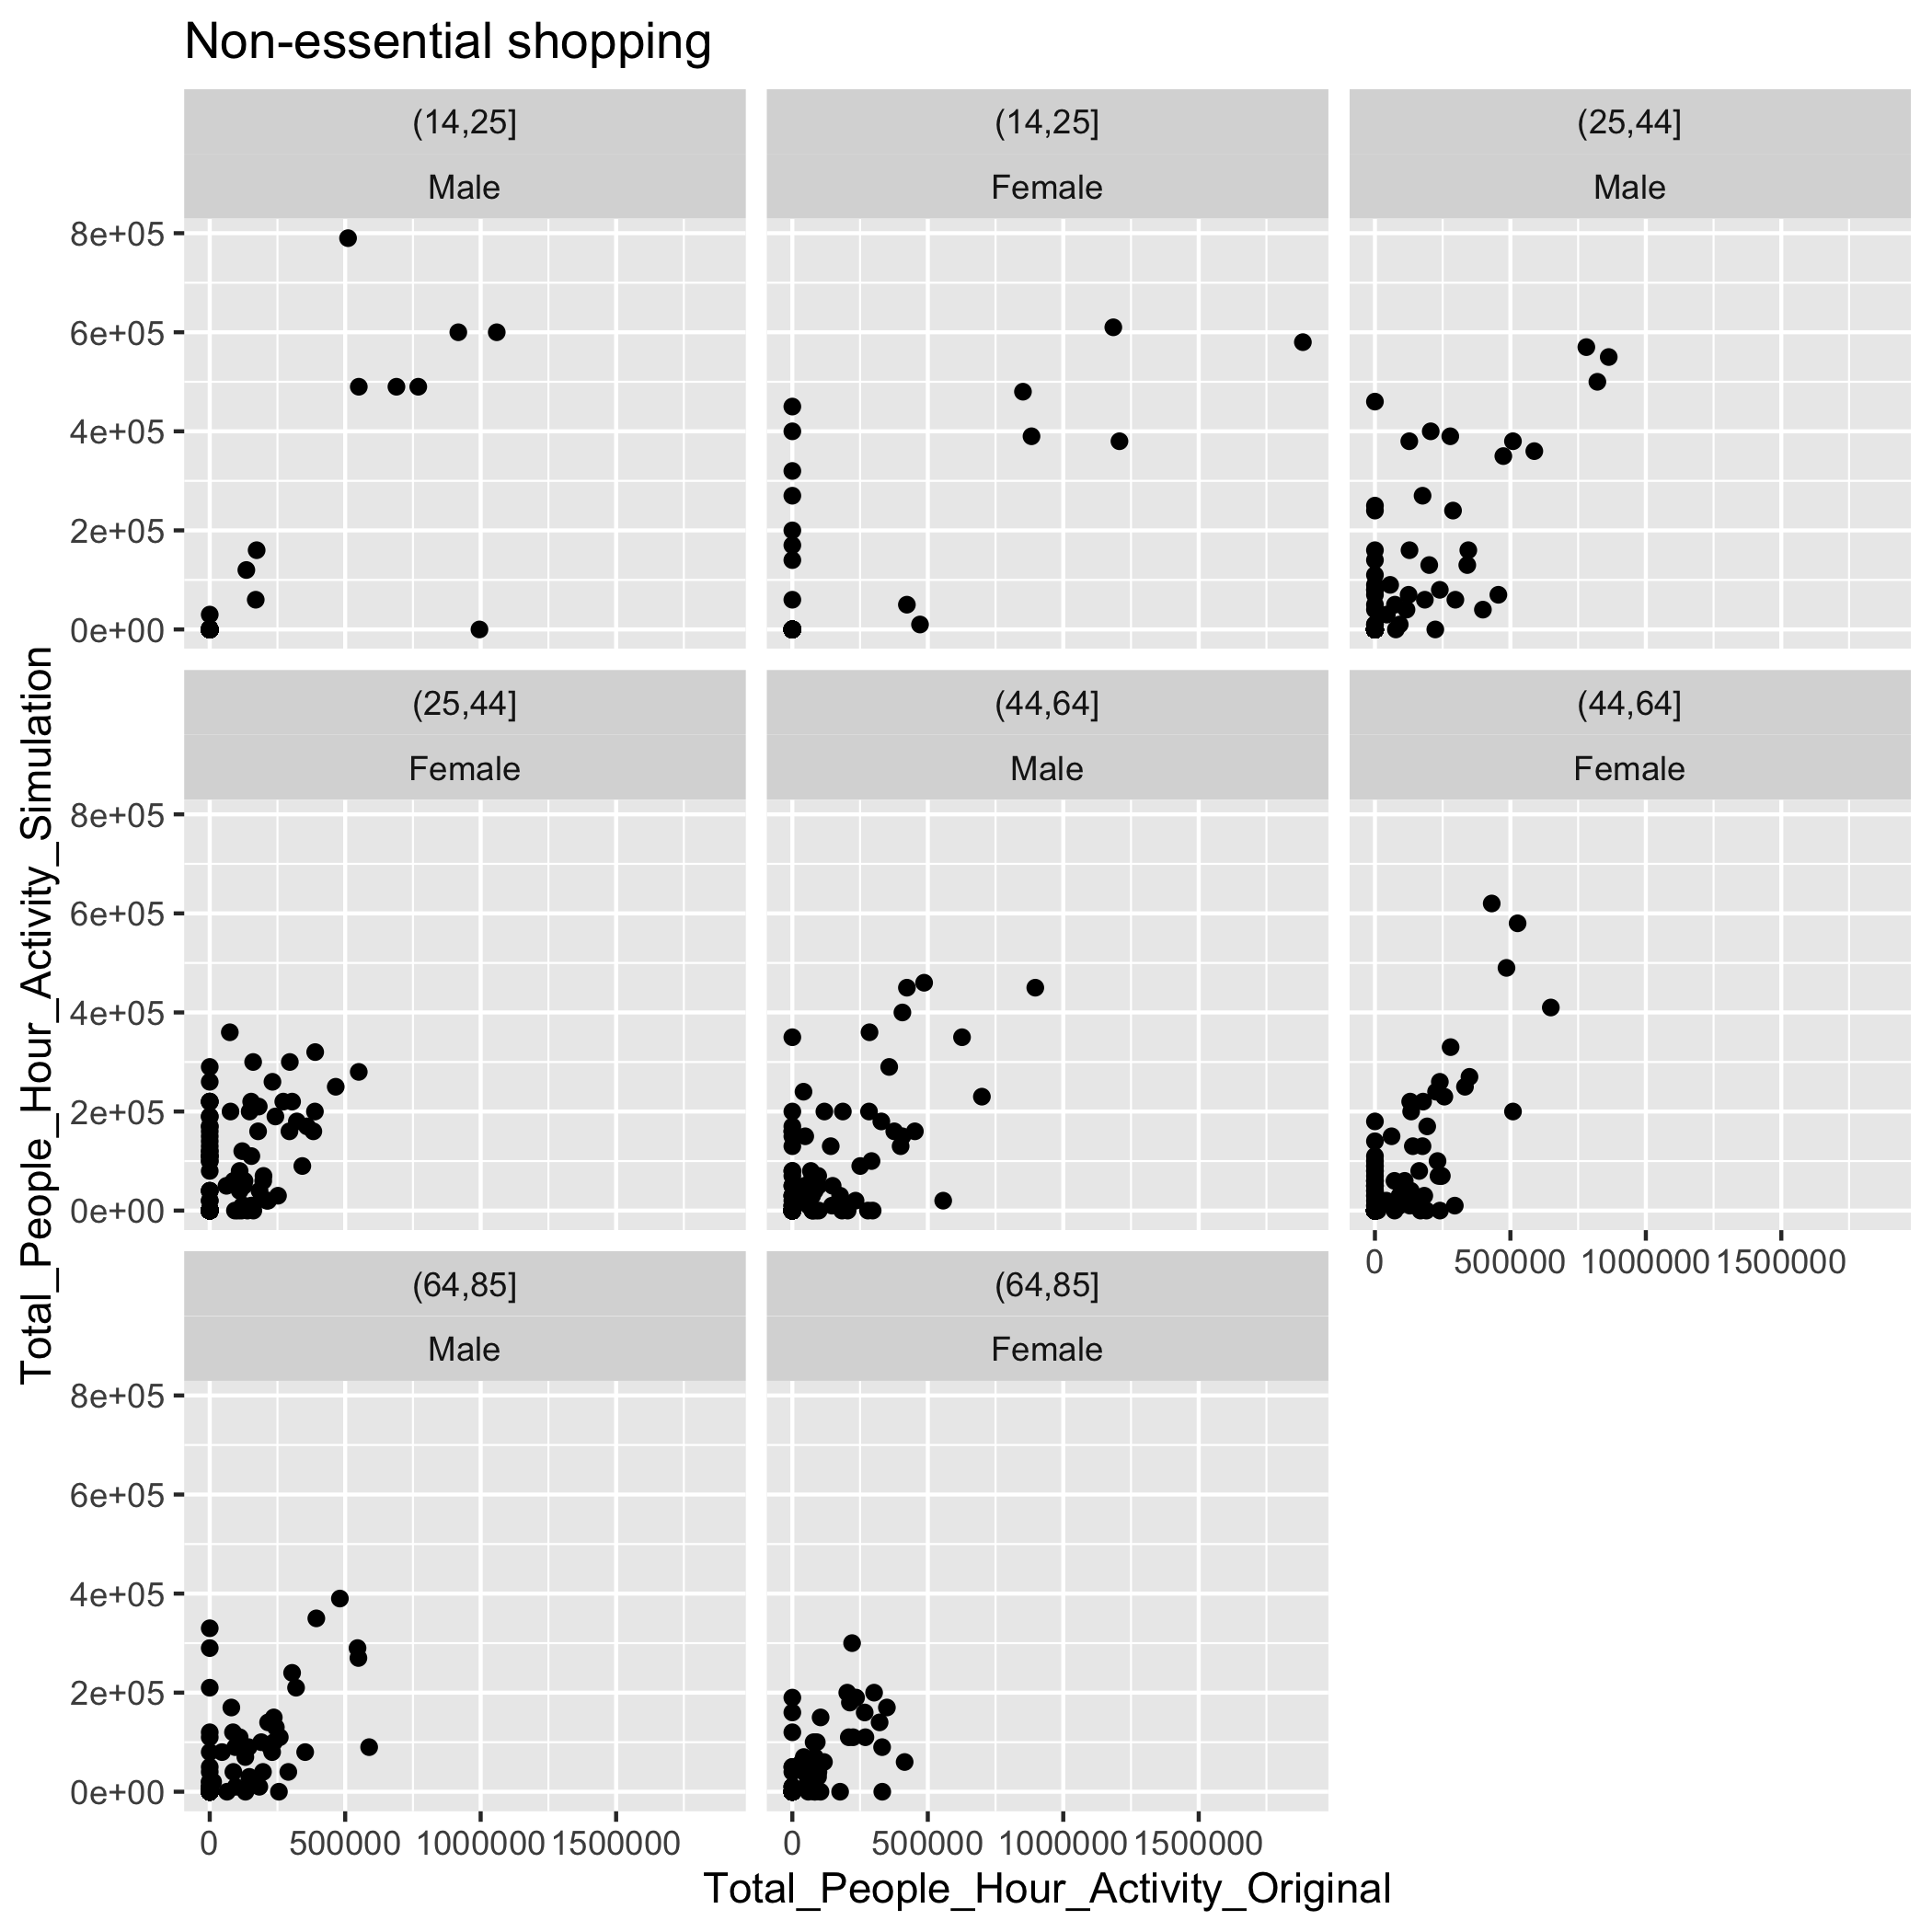 Non-essential shopping
(14,25] (14,25] (25,44]
Male Female Male
8e+05
6e+05
4e+05
2e+05
0e+00
(25,44] (44,64] (44,64]
Female Male Female
8e+05
6e+05
4e+05
2e+05
0e+00
0 500000 1000000 1500000
(64,85] (64,85]
Male Female
8e+05
6e+05
4e+05
2e+05
0e+00
0 500000 1000000 1500000 0 500000 1000000 1500000
Total_People_Hour_Activity_Original
Total_People_Hour_Activity_Simulation